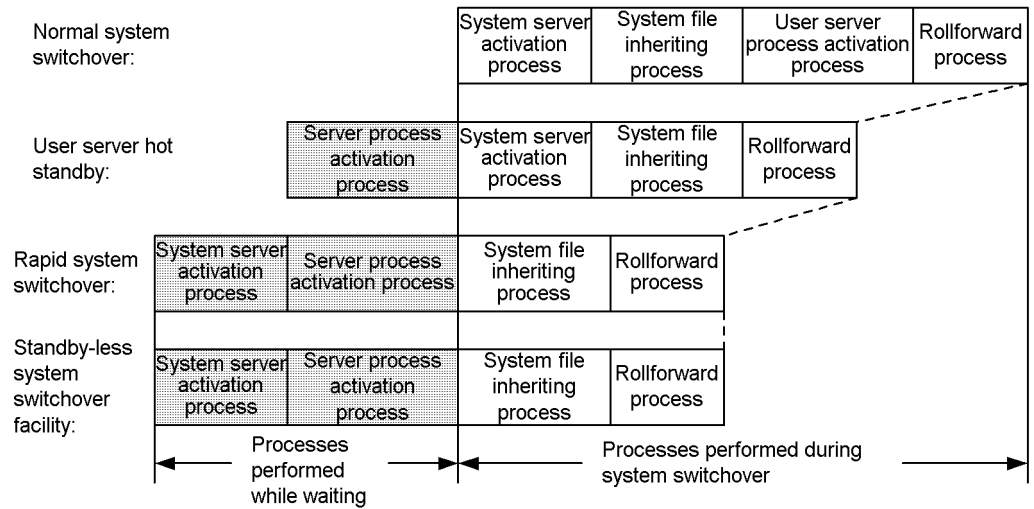 Normal system
switchover:
System server
activation
process
System file
inheriting
process
User server
process activation
process
Rollforward
process
User server hot
standby:
Server process
activation
process
System server
activation
process
System file
inheriting
process
Rollforward
process
Rapid system
switchover:
System server
activation
process
Server process
activation process
System file
inheriting
process
Rollforward
process
Standby-less
system
switchover
facility:
System server
activation
process
Server process
activation
process
System file
inheriting
process
Rollforward
process
Processes
performed
while waiting
Processes performed during
system switchover